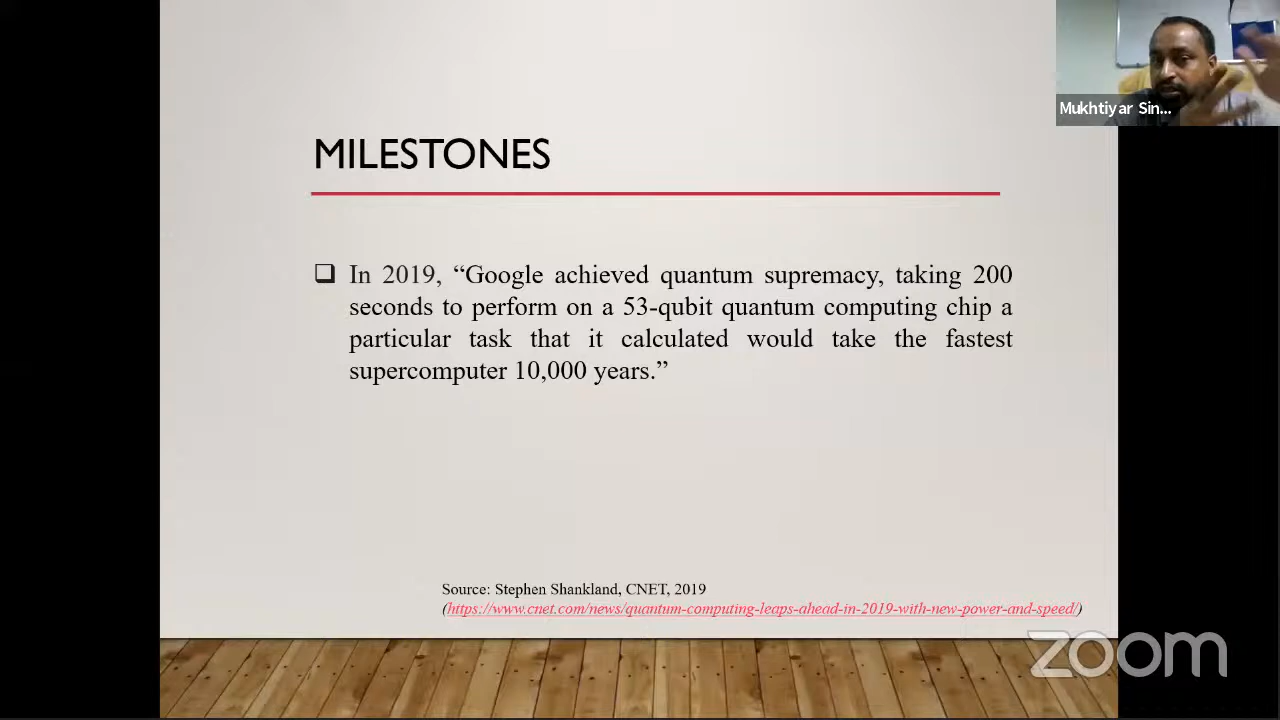 Mukhtiyar Sin...
MILESTONES
❑ In 2019, “Google achieved quantum supremacy, taking 200
seconds to perform on a 53-qubit quantum computing chip a
particular task that it calculated would take the fastest
supercomputer 10,000 years.”
Source: Stephen Shankland, CNET, 2019
(https://www.cnet.com/news/quantum-computing-leaps-ahead-in-2019-with-new-power-and-speed/)
zoom